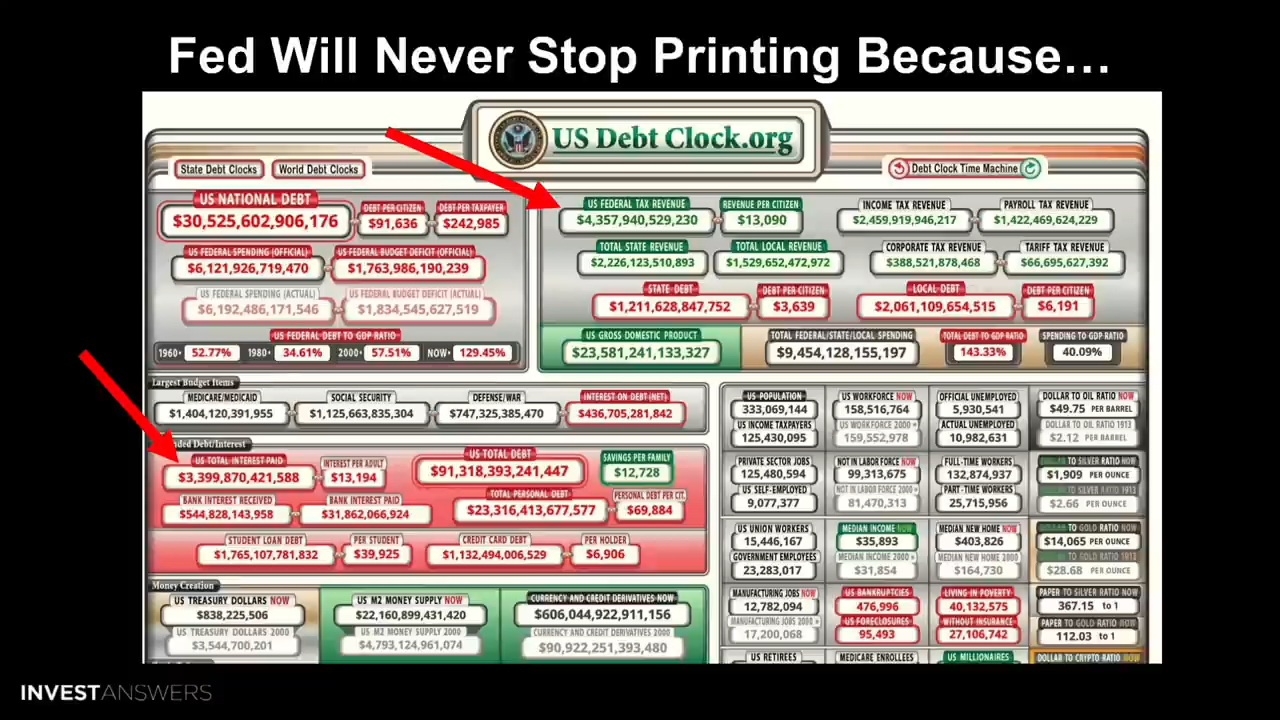 Fed Will Never Stop Printing Because…
US Debt Clock.org
State Debt Clocks
World Debt Clocks
Debt Clock Time Machine
US NATIONAL DEBT
$30,525,602,906,176
DEBT PER CITIZEN
$91,636
DEBT PER TAXPAYER
$242,985
US FEDERAL SPENDING (OFFICIAL)
$6,121,926,719,470
US FEDERAL BUDGET DEFICIT (OFFICIAL)
$1,763,986,190,239
US FEDERAL SPENDING (ACTUAL)
$6,192,486,171,546
US FEDERAL BUDGET DEFICIT (ACTUAL)
$1,834,545,627,519
US FEDERAL DEBT TO GDP RATIO
1960• 52.77% 1980• 34.61% 2000• 57.51% NOW• 129.45%
US FEDERAL TAX REVENUE
$4,357,940,529,230
REVENUE PER CITIZEN
$13,090
INCOME TAX REVENUE
$2,459,919,946,217
PAYROLL TAX REVENUE
$1,422,469,624,229
TOTAL STATE REVENUE
$2,226,123,510,893
TOTAL LOCAL REVENUE
$1,529,652,472,972
CORPORATE TAX REVENUE
$388,521,878,468
TARIFF TAX REVENUE
$66,695,627,392
STATE DEBT
$1,211,628,847,752
DEBT PER CITIZEN
$3,639
LOCAL DEBT
$2,061,109,654,515
DEBT PER CITIZEN
$6,191
US GROSS DOMESTIC PRODUCT
$23,581,241,133,327
TOTAL FEDERAL/STATE/LOCAL SPENDING
$9,454,128,155,197
TOTAL DEBT TO GDP RATIO
143.33%
SPENDING TO GDP RATIO
40.09%
Largest Budget Items
MEDICARE/MEDICAID
$1,404,120,391,955
SOCIAL SECURITY
$1,125,663,835,304
DEFENSE/WAR
$747,325,385,470
INTEREST ON DEBT (NET)
$436,705,281,842
Debt/Interest
US TOTAL INTEREST PAID
$3,399,870,421,588
INTEREST PER ADULT
$13,194
US TOTAL DEBT
$91,318,393,241,447
SAVINGS PER FAMILY
$12,728
BANK INTEREST RECEIVED
$544,828,143,958
BANK INTEREST PAID
$31,862,066,924
TOTAL PERSONAL DEBT
$23,316,413,677,577
PERSONAL DEBT PER CIT.
$69,884
STUDENT LOAN DEBT
$1,765,107,781,832
PER STUDENT
$39,925
CREDIT CARD DEBT
$1,132,494,006,529
PER HOLDER
$6,906
Money Creation
US TREASURY DOLLARS NOW
$838,225,506
US TREASURY DOLLARS 2000
$3,544,700,201
US M2 MONEY SUPPLY NOW
$22,160,899,431,420
US M2 MONEY SUPPLY 2000
$4,793,124,961,074
CURRENCY AND CREDIT DERIVATIVES NOW
$606,044,922,911,156
CURRENCY AND CREDIT DERIVATIVES 2000
$90,922,251,393,480
US POPULATION
333,069,144
US INCOME TAXPAYERS
125,430,095
US WORKFORCE NOW
158,516,764
US WORKFORCE 2000
159,552,978
OFFICIAL UNEMPLOYED
5,930,541
ACTUAL UNEMPLOYED
10,982,631
DOLLAR TO OIL RATIO NOW
$49.75 PER BARREL
DOLLAR TO OIL RATIO 1913
$2.12 PER BARREL
PRIVATE SECTOR JOBS
125,480,594
US SELF-EMPLOYED
9,077,377
NOT IN LABOR FORCE NOW
99,313,675
NOT IN LABOR FORCE 2000
81,470,313
FULL-TIME WORKERS
132,874,937
PART-TIME WORKERS
25,715,956
DOLLAR TO SILVER RATIO NOW
$1,909 PER OUNCE
DOLLAR TO SILVER RATIO 1913
$2.66 PER OUNCE
US UNION WORKERS
15,446,167
GOVERNMENT EMPLOYEES
23,283,017
MEDIAN INCOME NOW
$35,893
MEDIAN INCOME 2000
$31,854
MEDIAN NEW HOME NOW
$403,826
MEDIAN NEW HOME 2000
$164,730
DOLLAR TO GOLD RATIO NOW
$14,065 PER OUNCE
DOLLAR TO GOLD RATIO 1913
$28.68 PER OUNCE
MANUFACTURING JOBS NOW
12,782,094
MANUFACTURING JOBS 2000
17,200,068
US BANKRUPTCIES
476,996
US FORECLOSURES
95,493
LIVING IN POVERTY
40,132,575
WITHOUT INSURANCE
27,106,742
PAPER TO SILVER RATIO NOW
367.15 to 1
PAPER TO GOLD RATIO NOW
112.03 to 1
US RETIREES
MEDICARE ENROLLEES
US MILLIONAIRES
DOLLAR TO CRYPTO RATIO NOW
INVESTANSWERS